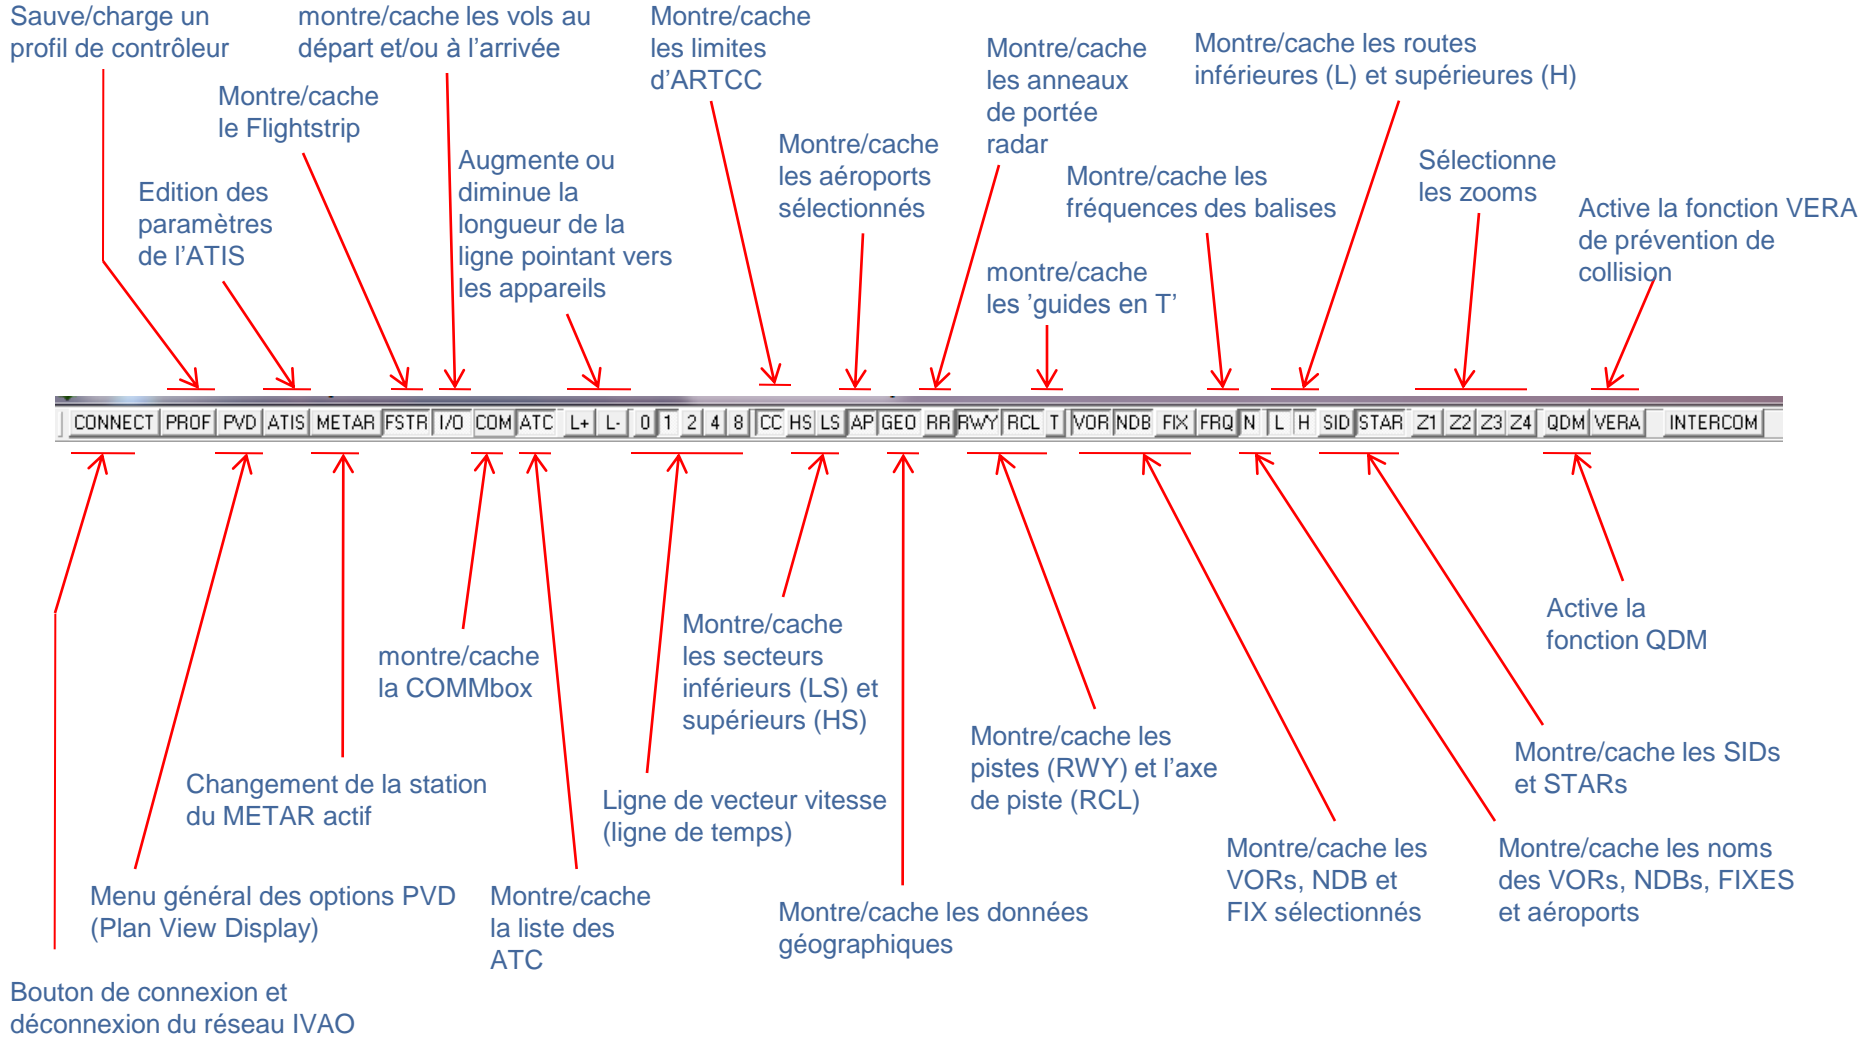 Sauve/charge un
profil de contrôleur
montre/cache les vols au
départ et/ou à l’arrivée
Montre/cache
les limites
d’ARTCC
Montre/cache
les anneaux
de portée
radar
Montre/cache les routes
inférieures (L) et supérieures (H)
Montre/cache
le Flightstrip
Edition des
paramètres
de l’ATIS
Augmente ou
diminue la
longueur de la
ligne pointant vers
les appareils
Montre/cache
les aéroports
sélectionnés
Montre/cache les
fréquences des balises
Sélectionne
les zooms
Active la fonction VERA
de prévention de
collision
montre/cache
les ’guides en T’
CONNECT PROF PVD ATIS METAR FSTR I/O COM ATC L+ L- 0 1 2 4 8 CC HS LS AP GEO RR RWY RCL T VOR NDB FIX FRQ N L H SID STAR Z1 Z2 Z3 Z4 QDM VERA INTERCOM
Active la
fonction QDM
Montre/cache
les secteurs
inférieurs (LS) et
supérieurs (HS)
montre/cache
la COMMbox
Montre/cache les
pistes (RWY) et l’axe
de piste (RCL)
Montre/cache les SIDs
et STARs
Changement de la station
du METAR actif
Ligne de vecteur vitesse
(ligne de temps)
Montre/cache les
VORs, NDB et
FIX sélectionnés
Montre/cache les noms
des VORs, NDBs, FIXES
et aéroports
Menu général des options PVD
(Plan View Display)
Montre/cache
la liste des
ATC
Montre/cache les données
géographiques
Bouton de connexion et
déconnexion du réseau IVAO